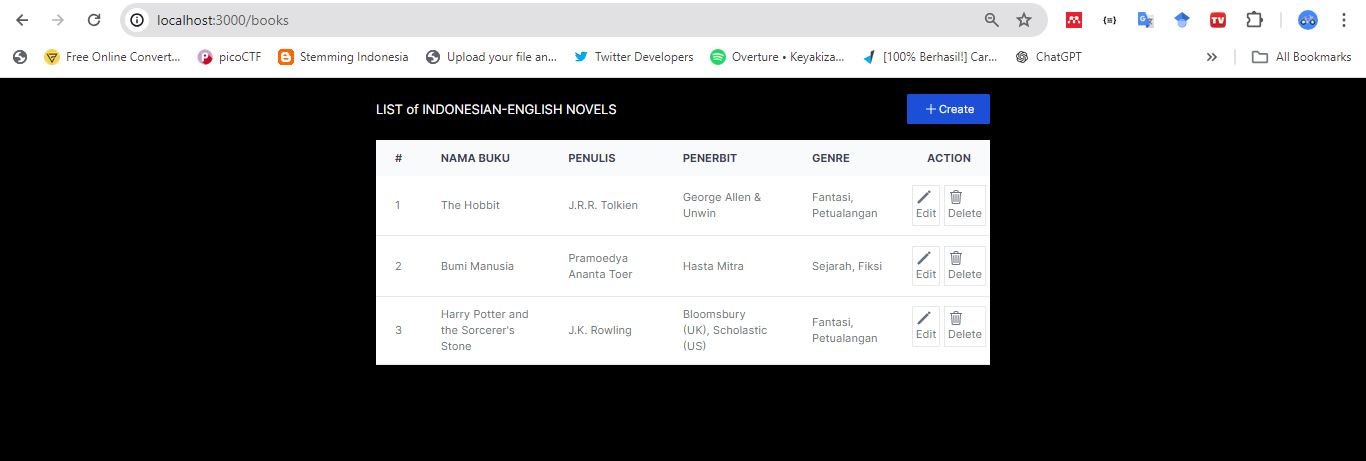 localhost:3000/books
Free Online Convert... picoCTF Stemming Indonesia Upload your file an... Twitter Developers Overture • Keyakiza... [100% Berhasil!] Car... ChatGPT » All Bookmarks
LIST of INDONESIAN-ENGLISH NOVELS
+ Create
# NAMA BUKU PENULIS PENERBIT GENRE ACTION
1 The Hobbit J.R.R. Tolkien George Allen &
Unwin
Fantasi,
Petualangan
Edit Delete
2 Bumi Manusia Pramoedya
Ananta Toer
Hasta Mitra Sejarah, Fiksi
Edit Delete
3 Harry Potter and
the Sorcerer's
Stone
J.K. Rowling Bloomsbury
(UK), Scholastic
(US)
Fantasi,
Petualangan
Edit Delete